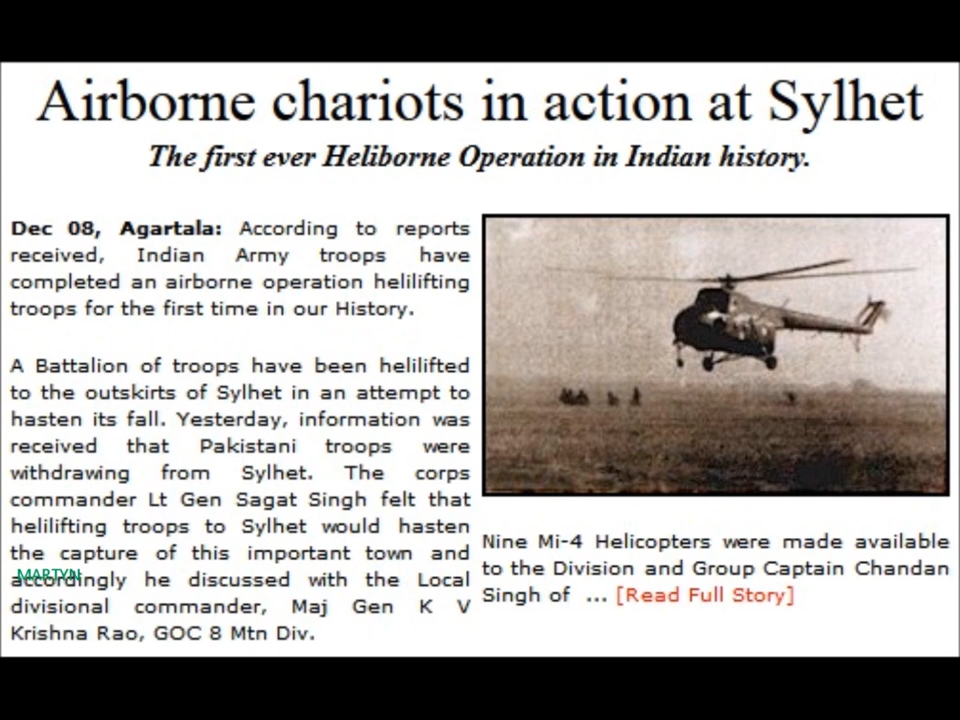 Airborne chariots in action at Sylhet
The first ever Heliborne Operation in Indian history.
Dec 08, Agartala: According to reports
received, Indian Army troops have
completed an airborne operation helilifting
troops for the first time in our History.
A Battalion of troops have been helilifted
to the outskirts of Sylhet in an attempt to
hasten its fall. Yesterday, information was
received that Pakistani troops were
withdrawing from Sylhet. The corps
commander Lt Gen Sagat Singh felt that
helilifting troops to Sylhet would hasten
the capture of this important town and
accordingly he discussed with the Local
divisional commander, Maj Gen K V
Krishna Rao, GOC 8 Mtn Div.
MARTYN
Nine Mi-4 Helicopters were made available
to the Division and Group Captain Chandan
Singh of ... [Read Full Story]